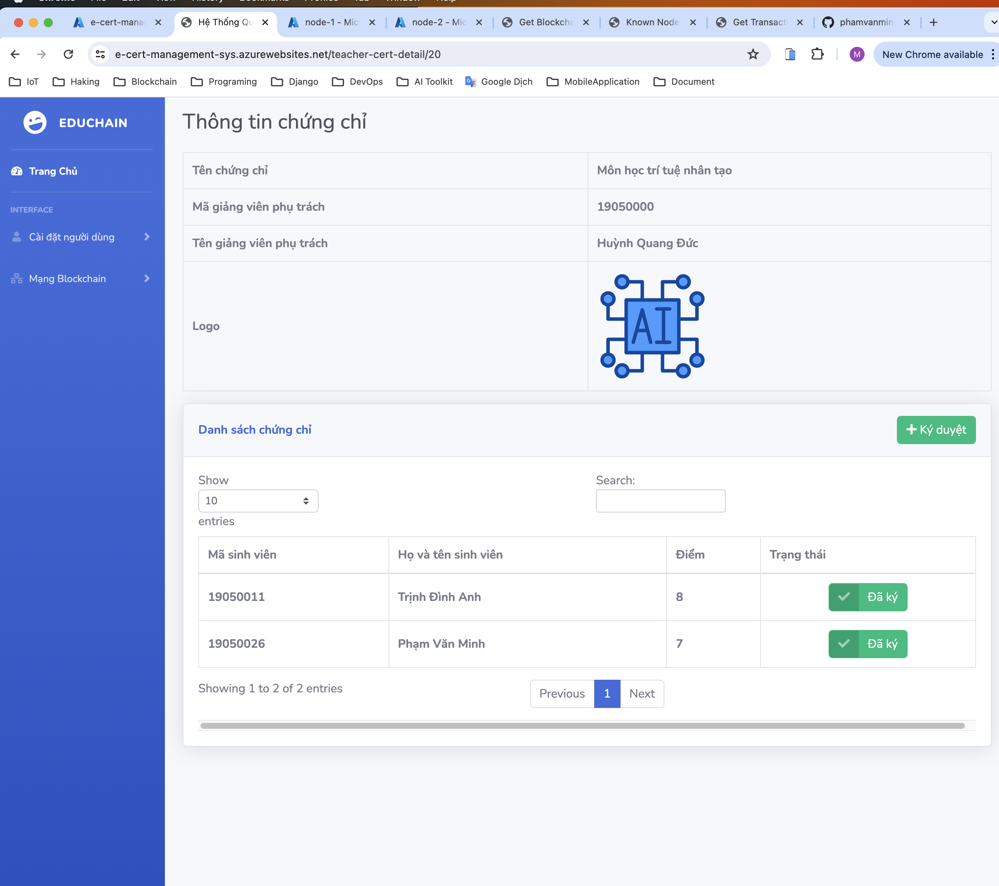 e-cert-mana
Hệ Thống Qu
node-1 - Mic
node-2 - Mic
Get Blockcha
Known Node
Get Transact
phamvanmin
e-cert-management-sys.azurewebsites.net/teacher-cert-detail/20
M
New Chrome available
IoT
Haking
Blockchain
Programing
Django
DevOps
AI Toolkit
Google Dịch
MobileApplication
Document
EDUCHAIN
Trang Chủ
INTERFACE
Cài đặt người dùng
Mạng Blockchain
Thông tin chứng chỉ
Tên chứng chỉ
Môn học trí tuệ nhân tạo
Mã giảng viên phụ trách
19050000
Tên giảng viên phụ trách
Huỳnh Quang Đức
Logo
AI
Danh sách chứng chỉ
Ký duyệt
Show
10
entries
Search:
Mã sinh viên
Họ và tên sinh viên
Điểm
Trạng thái
19050011
Trịnh Đình Anh
8
Đã ký
19050026
Phạm Văn Minh
7
Đã ký
Showing 1 to 2 of 2 entries
Previous
1
Next